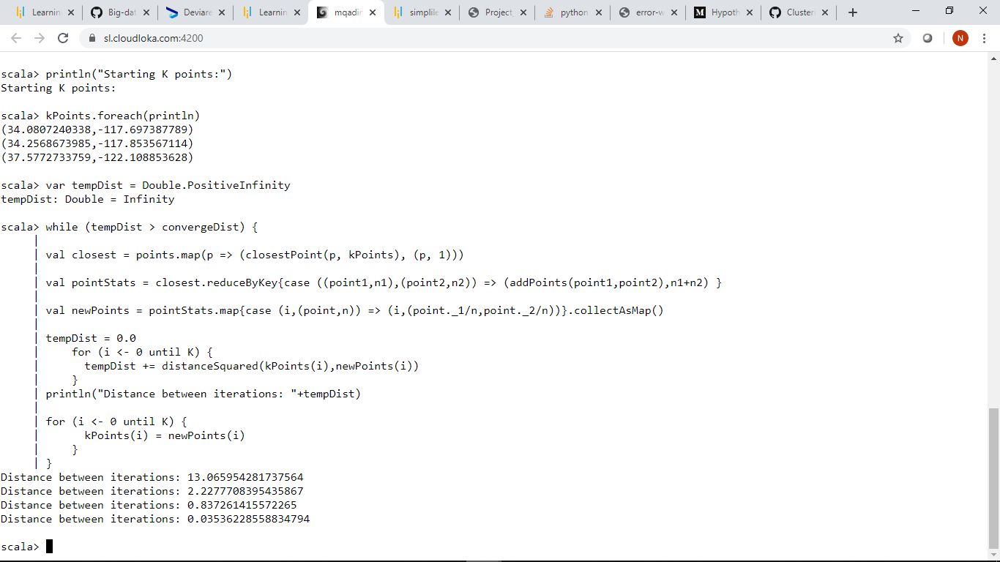 Learnin
Big-dat
Deviare
Learnin
mqadin
simplile
Project_
python
error-w
Hypoth
Cluster
sl.cloudloka.com:4200
N
scala> println("Starting K points:")
Starting K points:
scala> kPoints.foreach(println)
(34.0807240338,-117.697387789)
(34.2568673985,-117.853567114)
(37.5772733759,-122.108853628)
scala> var tempDist = Double.PositiveInfinity
tempDist: Double = Infinity
scala> while (tempDist > convergeDist) {
|
| val closest = points.map(p => (closestPoint(p, kPoints), (p, 1)))
|
| val pointStats = closest.reduceByKey{case ((point1,n1),(point2,n2)) => (addPoints(point1,point2),n1+n2) }
|
| val newPoints = pointStats.map{case (i,(point,n)) => (i,(point._1/n,point._2/n))}.collectAsMap()
|
| tempDist = 0.0
| for (i <- 0 until K) {
| tempDist += distanceSquared(kPoints(i),newPoints(i))
| }
| println("Distance between iterations: "+tempDist)
|
| for (i <- 0 until K) {
| kPoints(i) = newPoints(i)
| }
| }
Distance between iterations: 13.065954281737564
Distance between iterations: 2.2277708395435867
Distance between iterations: 0.837261415572265
Distance between iterations: 0.03536228558834794
scala>